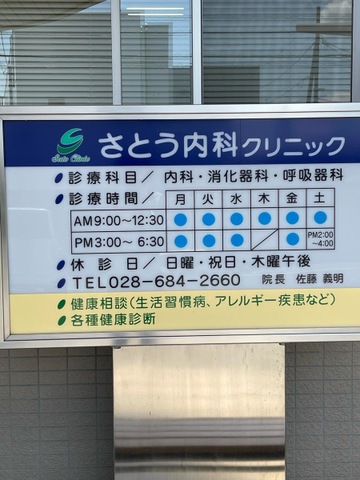 Sato Clinic
さとう内科クリニック
●診療科目／内科・消化器科・呼吸器科
●診療時間／ 月 火 水 木 金 土
AM9:00～12:30 ● ● ● ● ● ●
PM3:00～ 6:30 ● ● ● ／ ● PM2:00～4:00
●休診日／日曜・祝日・木曜午後
●TEL028-684-2660 院長 佐藤 義明
●健康相談(生活習慣病、アレルギー疾患など)
●各種健康診断